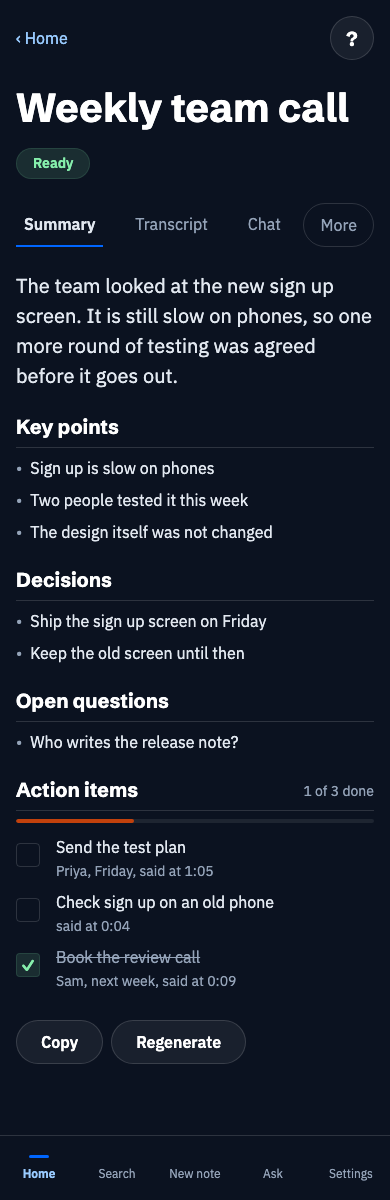 ‹ Home
?
Weekly team call
Ready
Summary Transcript Chat More
The team looked at the new sign up
screen. It is still slow on phones, so one
more round of testing was agreed
before it goes out.
Key points
• Sign up is slow on phones
• Two people tested it this week
• The design itself was not changed
Decisions
• Ship the sign up screen on Friday
• Keep the old screen until then
Open questions
• Who writes the release note?
Action items 1 of 3 done
Send the test plan
Priya, Friday, said at 1:05
Check sign up on an old phone
said at 0:04
Book the review call
Sam, next week, said at 0:09
Copy Regenerate
Home Search New note Ask Settings